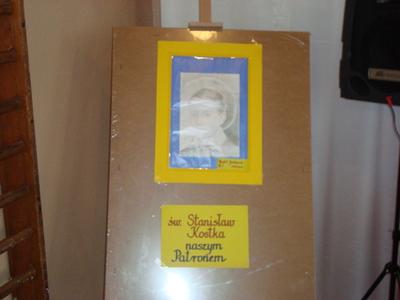 św. Stanisław
Kostka
naszym
Patronem